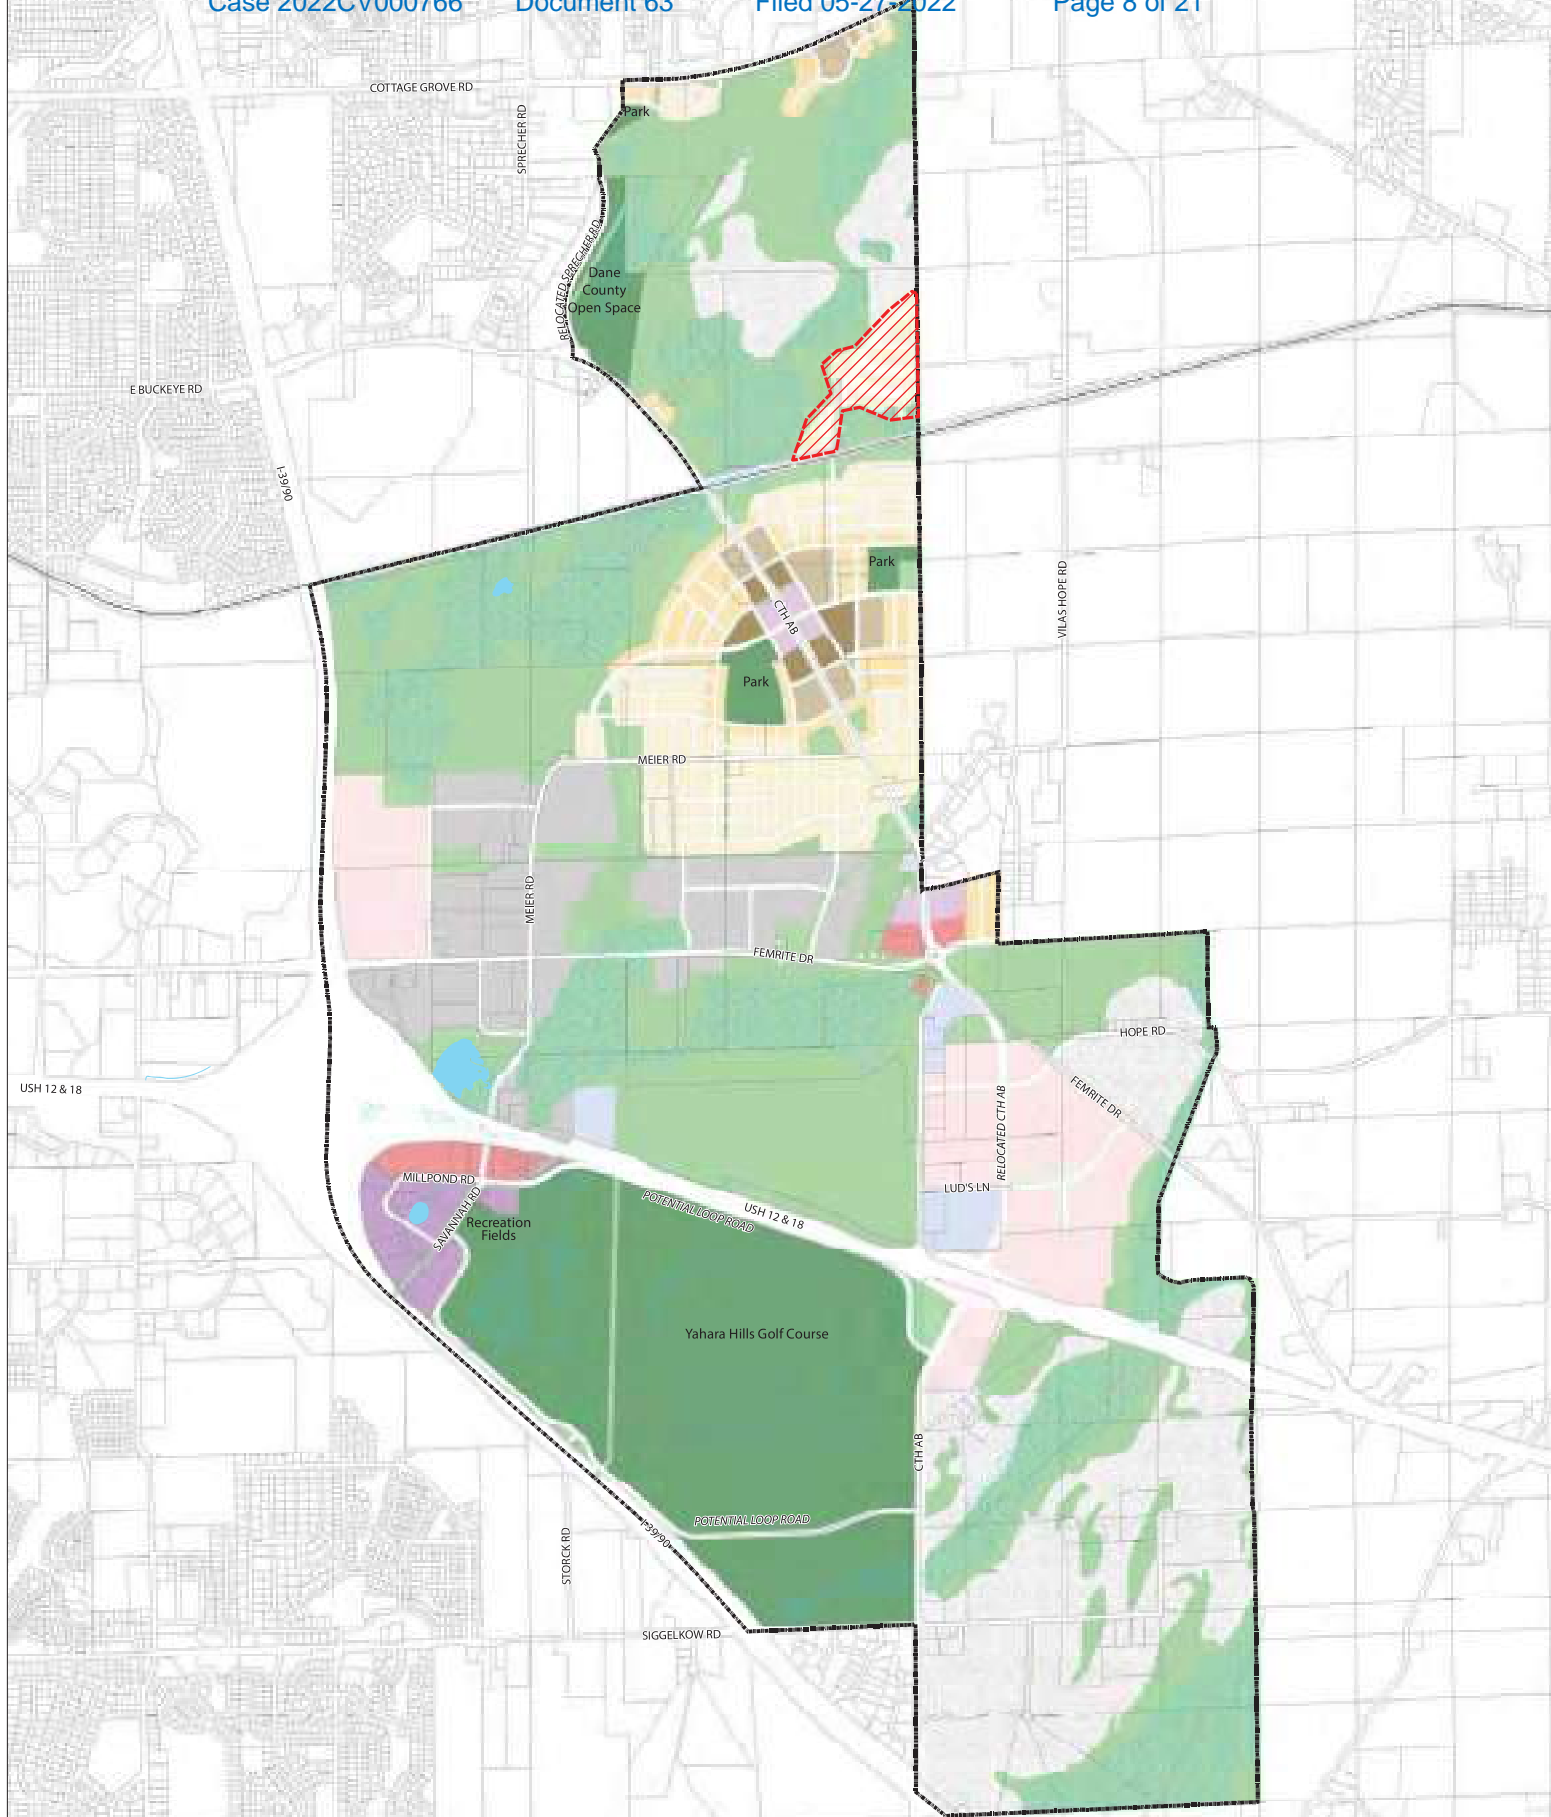 Case 2022CV000766 Document 63 Filed 05-27-2022 Page 8 of 21
COTTAGE GROVE RD
SPRECHER RD
Park
RELOCATED SPRECHER RD
Dane
County
Open Space
E BUCKEYE RD
I-39/90
Park
CTH AB
VILAS HOPE RD
Park
MEIER RD
MEIER RD
FEMRITE DR
HOPE RD
USH 12 & 18
FEMRITE DR
RELOCATED CTH AB
MILLPOND RD
LUD'S LN
SAVANNAH RD
POTENTIAL LOOP ROAD
USH 12 & 18
Recreation
Fields
Yahara Hills Golf Course
CTH AB
POTENTIAL LOOP ROAD
I-39/90
STORCK RD
SIGGELKOW RD